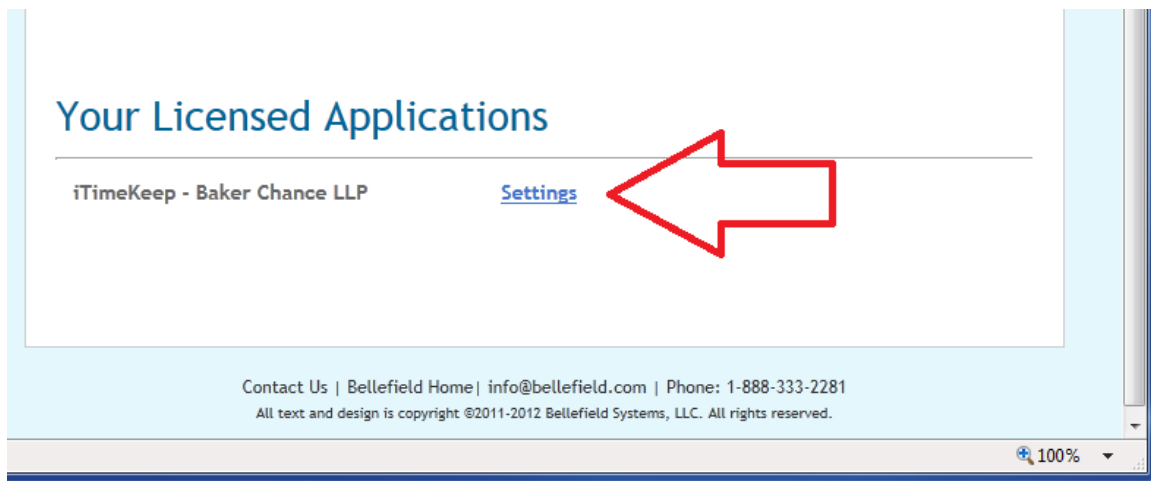 Your Licensed Applications
iTimeKeep - Baker Chance LLP Settings
Contact Us | Bellefield Home| info@bellefield.com | Phone: 1-888-333-2281
All text and design is copyright ©2011-2012 Bellefield Systems, LLC. All rights reserved.
100%